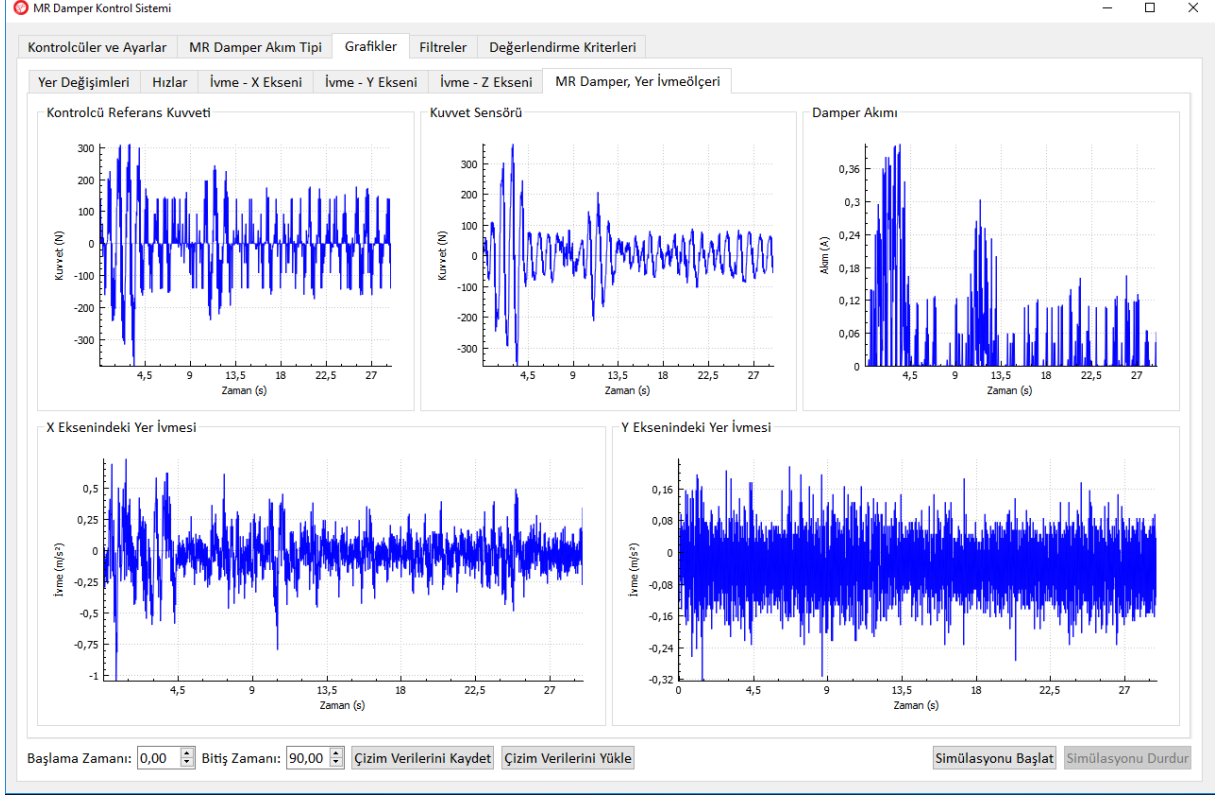 MR Damper Kontrol Sistemi
Kontrolcüler ve Ayarlar MR Damper Akım Tipi Grafikler Filtreler Değerlendirme Kriterleri
Yer Değişimleri Hızlar İvme - X Ekseni İvme - Y Ekseni İvme - Z Ekseni MR Damper, Yer İvmeölçeri
Kontrolcü Referans Kuvveti
Kuvvet (N)
300
200
100
0
-100
-200
-300
4,5 9 13,5 18 22,5 27
Zaman (s)
Kuvvet Sensörü
Kuvvet (N)
300
200
100
0
-100
-200
-300
4,5 9 13,5 18 22,5 27
Zaman (s)
Damper Akımı
Akım (A)
0,36
0,3
0,24
0,18
0,12
0,06
0
4,5 9 13,5 18 22,5 27
Zaman (s)
X Eksenindeki Yer İvmesi
İvme (m/s²)
0,5
0,25
0
-0,25
-0,5
-0,75
-1
4,5 9 13,5 18 22,5 27
Zaman (s)
Y Eksenindeki Yer İvmesi
İvme (m/s²)
0,16
0,08
0
-0,08
-0,16
-0,24
-0,32
0 4,5 9 13,5 18 22,5 27
Zaman (s)
Başlama Zamanı: 0,00 Bitiş Zamanı: 90,00 Çizim Verilerini Kaydet Çizim Verilerini Yükle Simülasyonu Başlat Simülasyonu Durdur